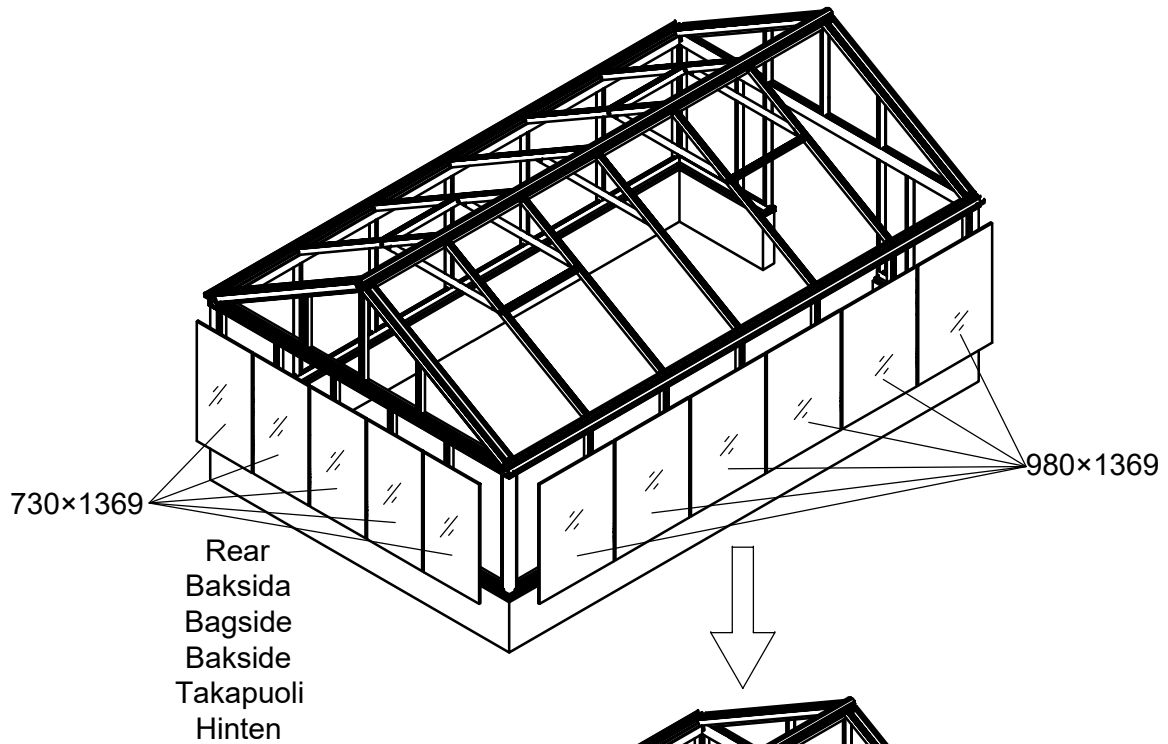 980×1369
730×1369
Rear
Baksida
Bagside
Bakside
Takapuoli
Hinten